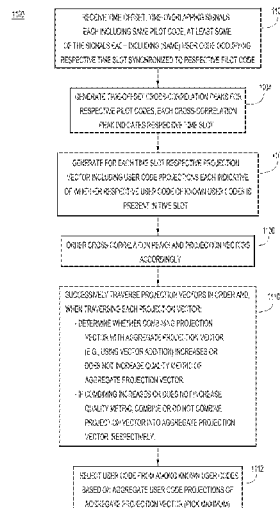 1100
RECEIVE TIME OFFSET, TIME-OVERLAPPING SIGNALS
EACH INCLUDING SAME PILOT CODE, AT LEAST SOME
OF THE SIGNALS EACH INCLUDING (SAME) USER CODE OCCUPYING
RESPECTIVE TIME SLOT SYNCHRONIZED TO RESPECTIVE PILOT CODE
GENERATE TIME-OFFSET CROSS-CORRELATION PEAKS FOR
RESPECTIVE PILOT CODES, EACH CROSS-CORRELATION
PEAK INDICATES RESPECTIVE TIME SLOT
GENERATE FOR EACH TIME SLOT RESPECTIVE PROJECTION
VECTOR INCLUDING USER CODE PROJECTIONS EACH INDICATIVE
OF WHETHER RESPECTIVE USER CODE OF KNOWN USER CODES IS
PRESENT IN TIME SLOT
ORDER CROSS-CORRELATION PEAKS AND PROJECTION VECTORS
ACCORDINGLY
SUCCESSIVELY TRAVERSE PROJECTION VECTORS IN ORDER AND,
WHEN TRAVERSING EACH PROJECTION VECTOR:
- DETERMINE WHETHER COMBINING PROJECTION
VECTOR WITH AGGREGATE PROJECTION VECTOR
(E.G., USING VECTOR ADDITION) INCREASES OR
DOES NOT INCREASE QUALITY METRIC OF
AGGREGATE PROJECTION VECTOR.
- IF COMBINING INCREASES OR DOES NOT INCREASE
QUALITY METRIC, COMBINE OR DO NOT COMBINE
PROJECTION VECTOR INTO AGGREGATE PROJECTION
VECTOR, RESPECTIVELY.
1112
SELECT USER CODE FROM AMONG KNOWN USER CODES
BASED ON AGGREGATE USER CODE PROJECTIONS OF
AGGREGATE PROJECTION VECTOR (PICK MAXIMUM)